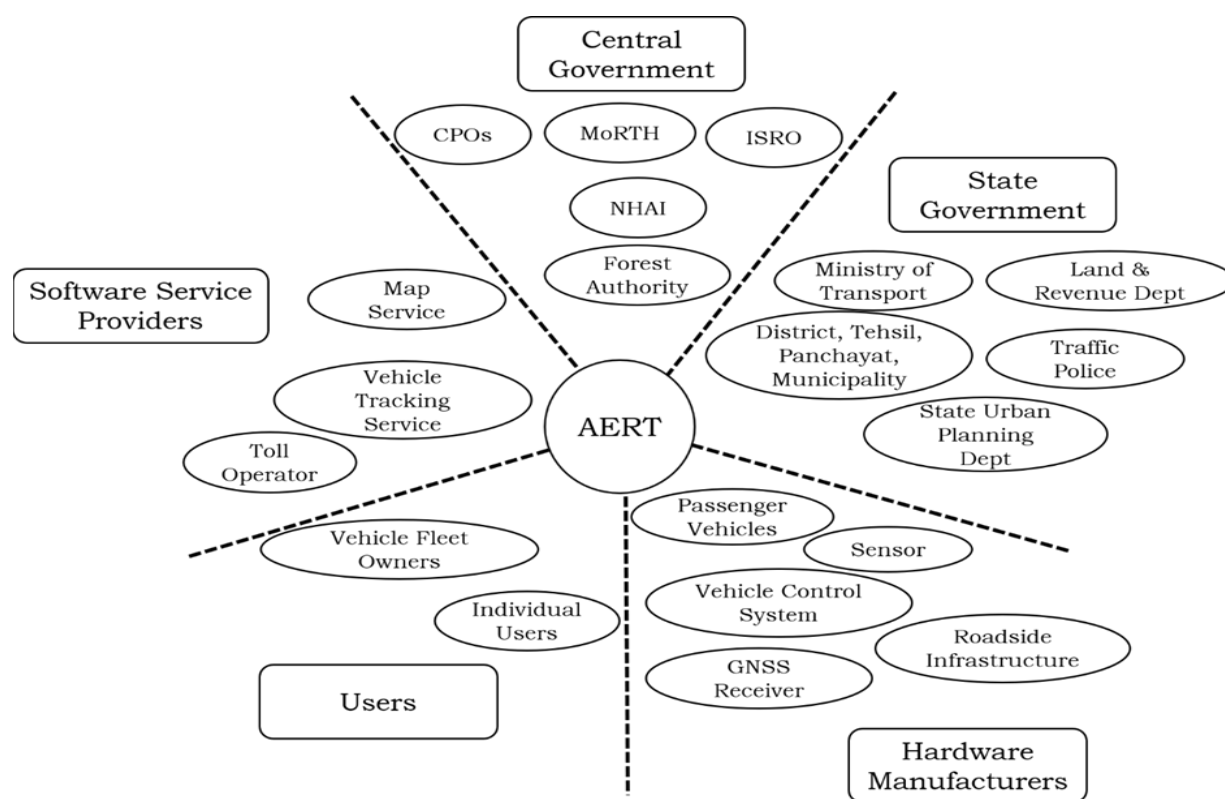 Central
Government
CPOs
MoRTH
ISRO
NHAI
Forest
Authority
State
Government
Ministry of
Transport
Land &
Revenue Dept
District, Tehsil,
Panchayat,
Municipality
Traffic
Police
State Urban
Planning
Dept
Software Service
Providers
Map
Service
Vehicle
Tracking
Service
Toll
Operator
AERT
Vehicle Fleet
Owners
Individual
Users
Users
Passenger
Vehicles
Sensor
Vehicle Control
System
Roadside
Infrastructure
GNSS
Receiver
Hardware
Manufacturers